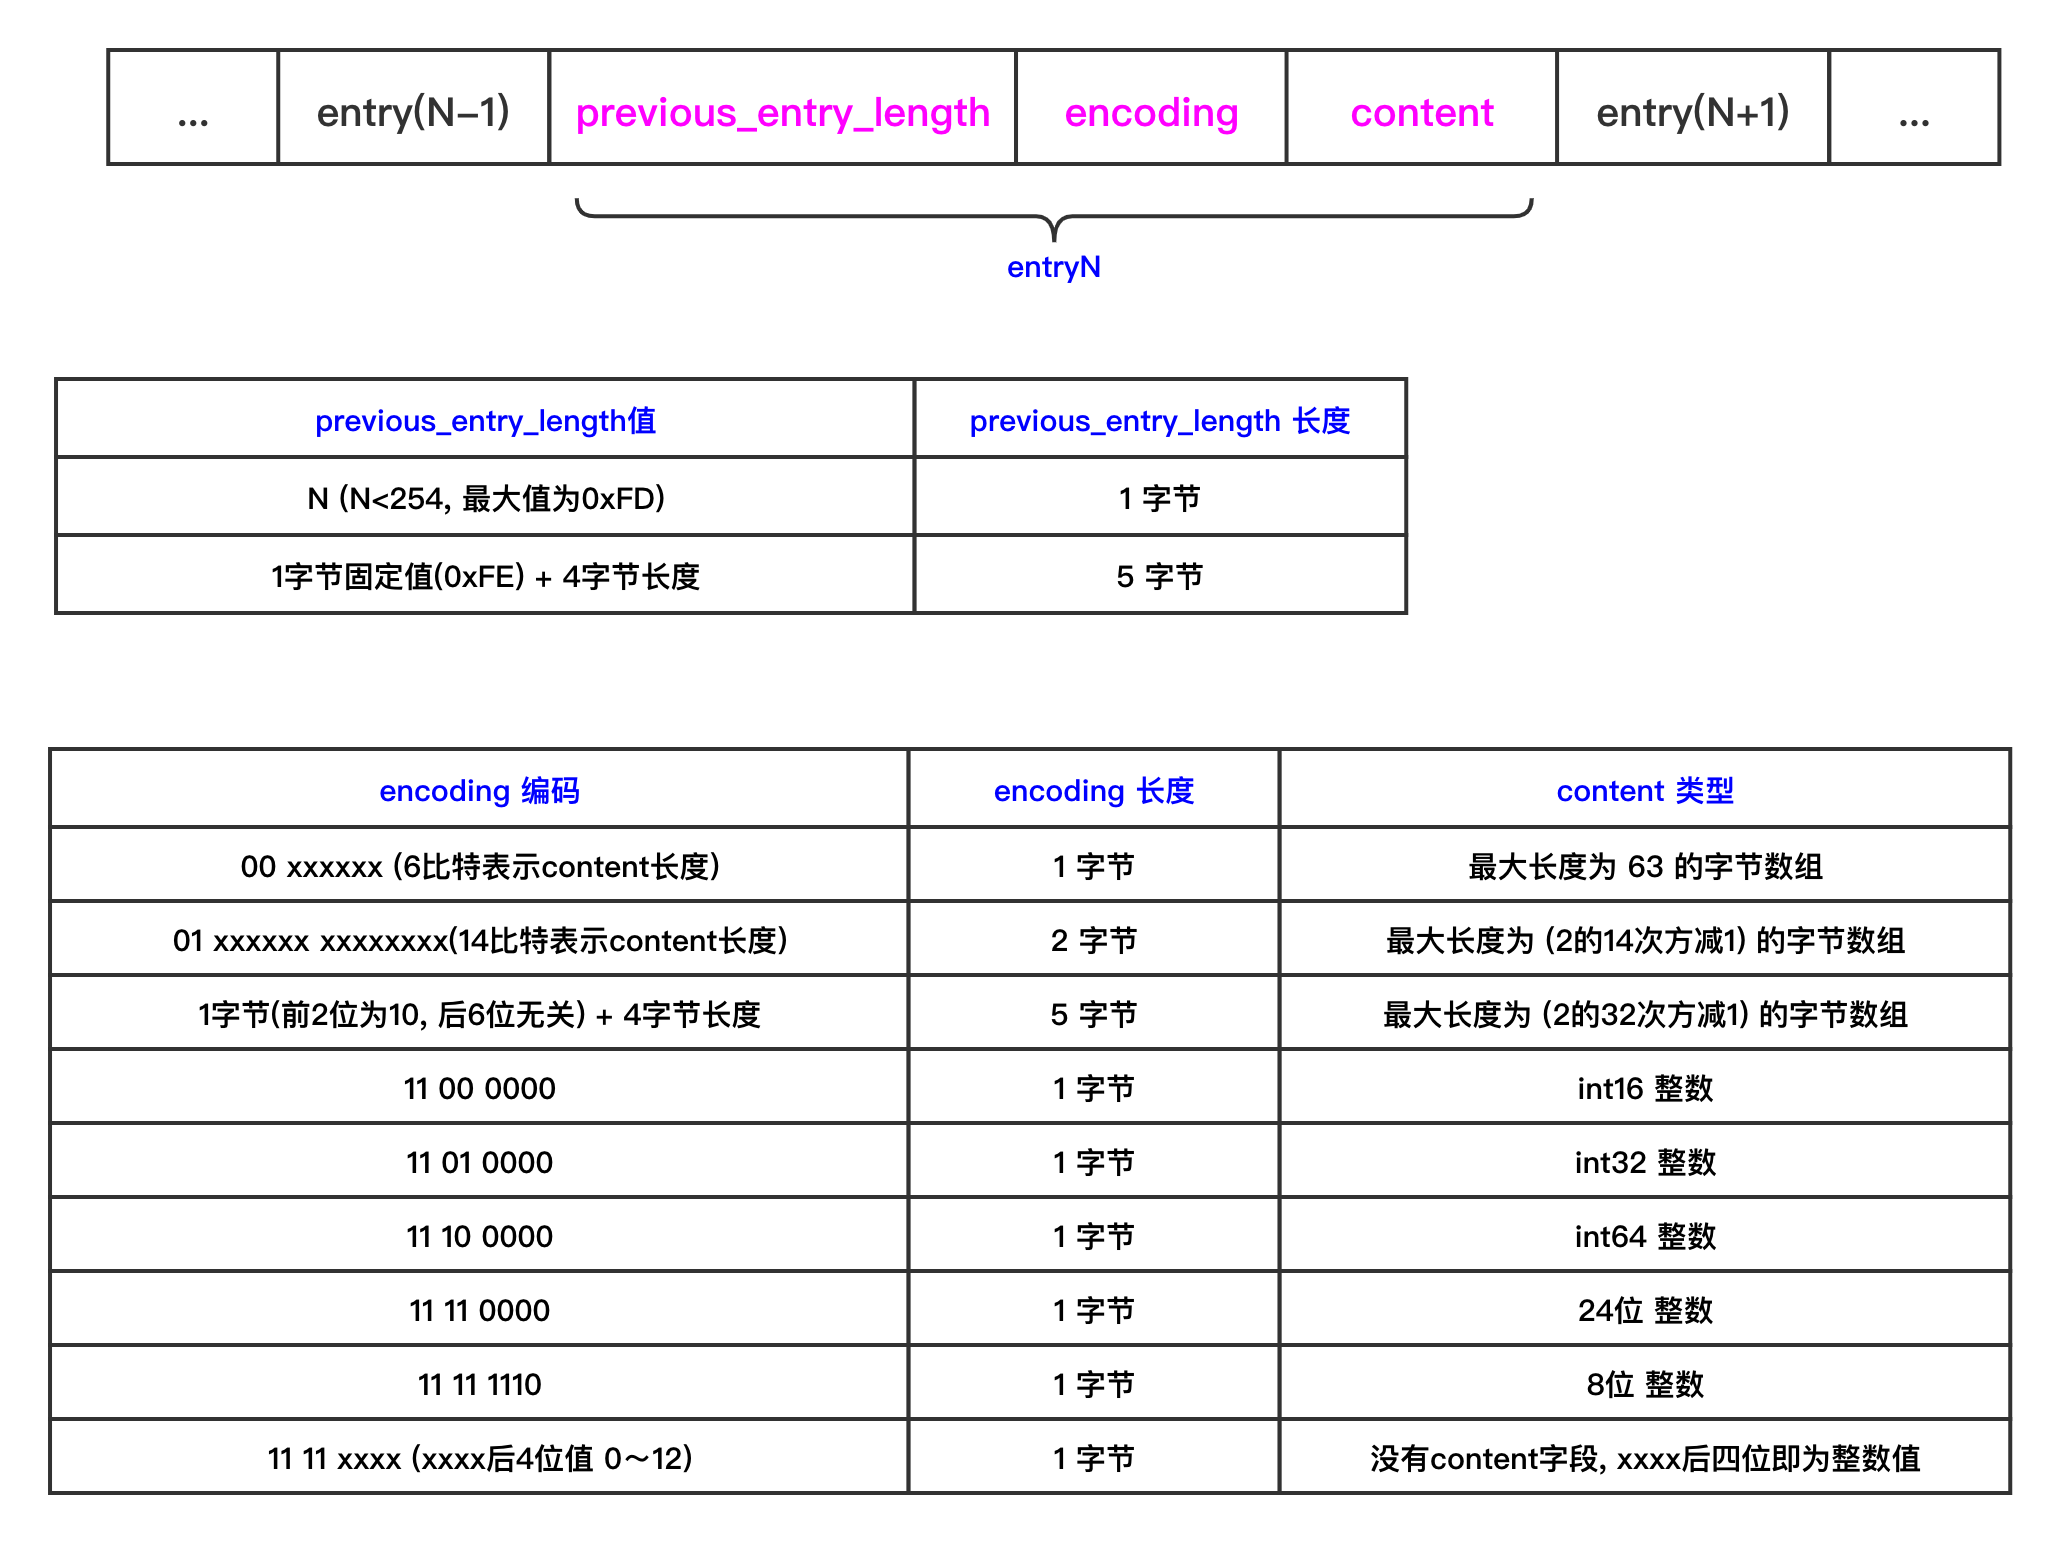 ... entry(N-1) previous_entry_length encoding content entry(N+1) ...
entryN
previous_entry_length值 previous_entry_length 长度
N (N<254, 最大值为0xFD) 1 字节
1字节固定值(0xFE) + 4字节长度 5 字节
encoding 编码 encoding 长度 content 类型
00 xxxxxx (6比特表示content长度) 1 字节 最大长度为 63 的字节数组
01 xxxxxx xxxxxxxx(14比特表示content长度) 2 字节 最大长度为 (2的14次方减1) 的字节数组
1字节(前2位为10, 后6位无关) + 4字节长度 5 字节 最大长度为 (2的32次方减1) 的字节数组
11 00 0000 1 字节 int16 整数
11 01 0000 1 字节 int32 整数
11 10 0000 1 字节 int64 整数
11 11 0000 1 字节 24位 整数
11 11 1110 1 字节 8位 整数
11 11 xxxx (xxxx后4位值 0～12) 1 字节 没有content字段, xxxx后四位即为整数值